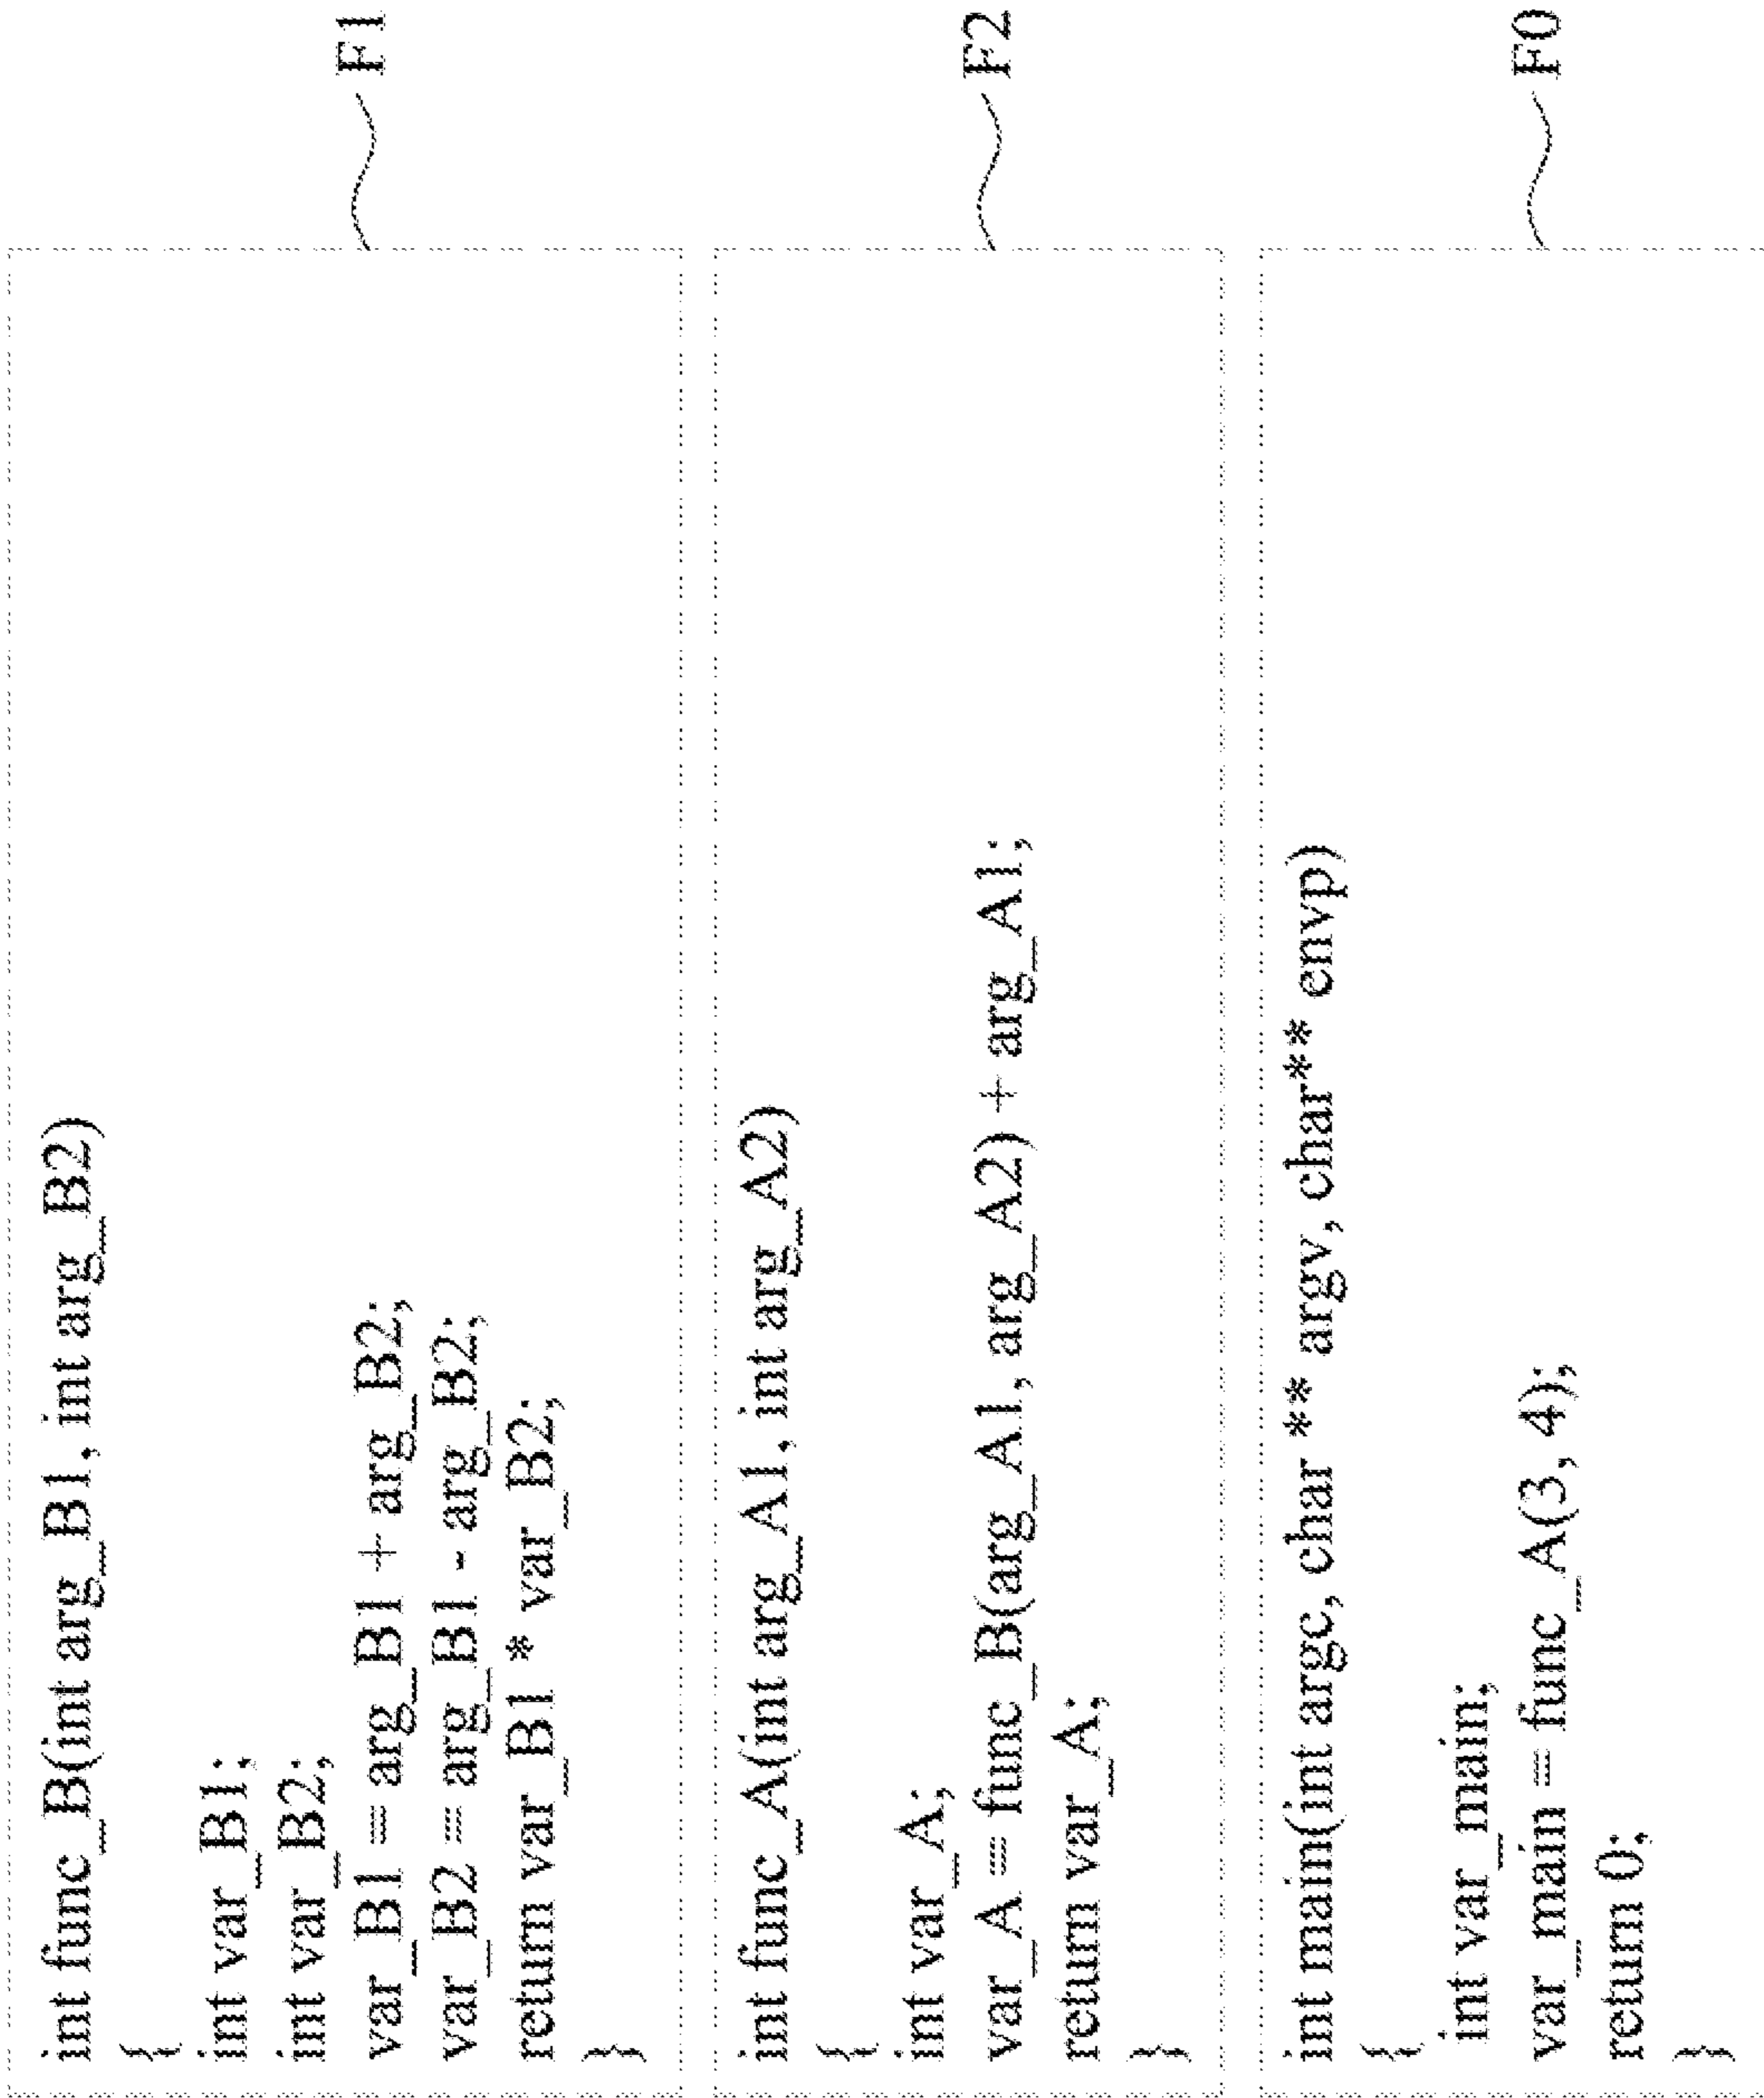 int func_B(int arg_B1, int arg_B2)
{
int var_B1;
int var_B2;
var_B1 = arg_B1 + arg_B2;
var_B2 = arg_B1 - arg_B2;
return var_B1 * var_B2;
}
F1
int func_A(int arg_A1, int arg_A2)
{
int var_A;
var_A = func_B(arg_A1, arg_A2) + arg_A1;
return var_A;
}
F2
int main(int argc, char ** argv, char** envp)
{
int var_main;
var_main = func_A(3, 4);
return 0;
}
F0